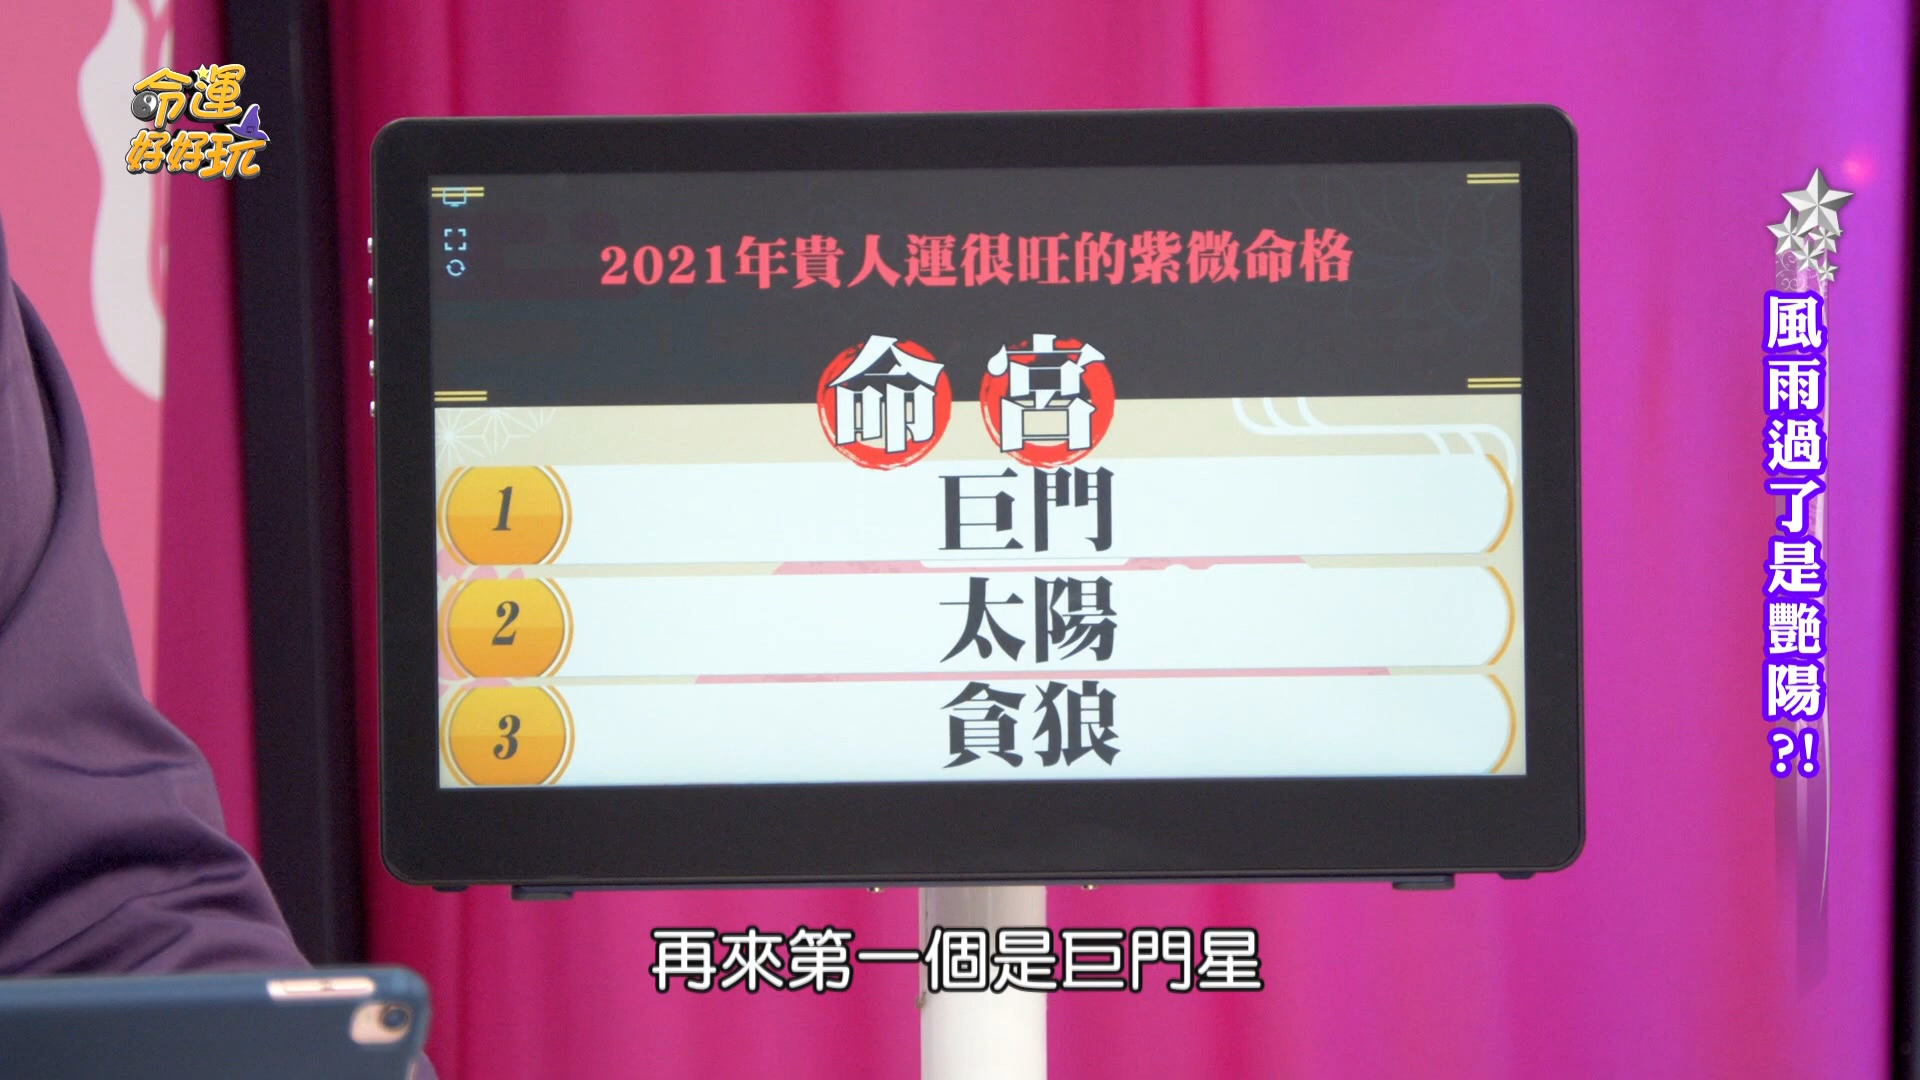 命運
好好玩
2021年貴人運很旺的紫微命格
命宮
1
巨門
2
太陽
3
貪狼
風雨過了是艷陽?!
再來第一個是巨門星